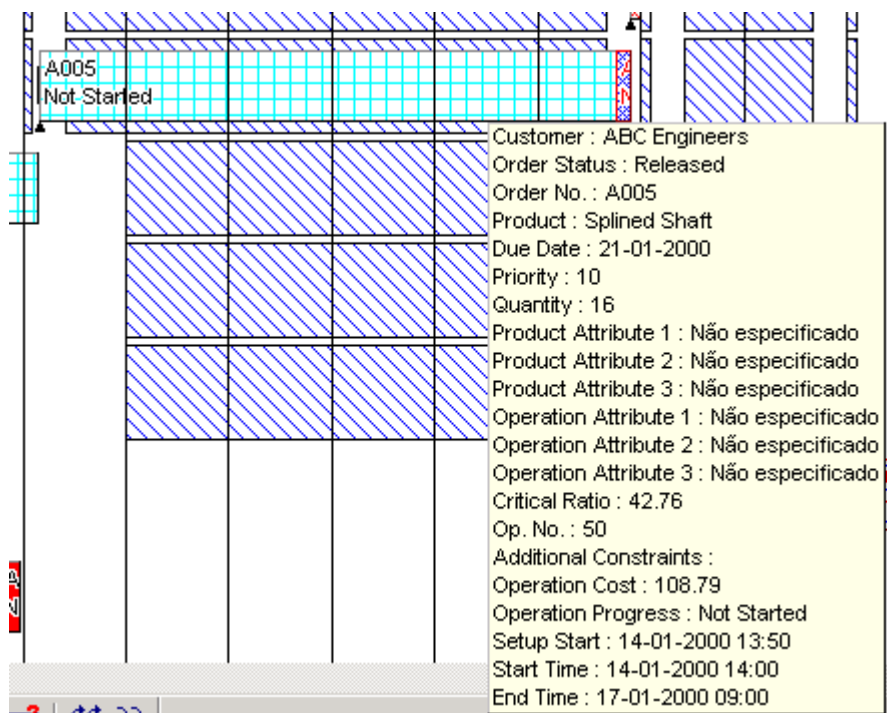 A005
Not Started
Customer : ABC Engineers
Order Status : Released
Order No. : A005
Product : Splined Shaft
Due Date : 21-01-2000
Priority : 10
Quantity : 16
Product Attribute 1 : Não especificado
Product Attribute 2 : Não especificado
Product Attribute 3 : Não especificado
Operation Attribute 1 : Não especificado
Operation Attribute 2 : Não especificado
Operation Attribute 3 : Não especificado
Critical Ratio : 42.76
Op. No. : 50
Additional Constraints :
Operation Cost : 108.79
Operation Progress : Not Started
Setup Start : 14-01-2000 13:50
Start Time : 14-01-2000 14:00
End Time : 17-01-2000 09:00